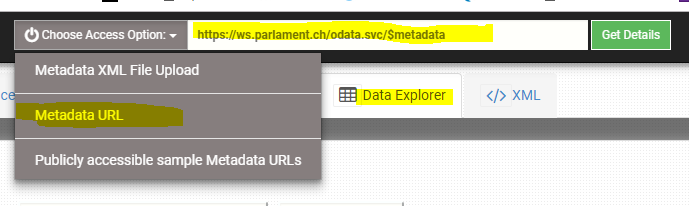 Choose Access Option: https://ws.parlament.ch/odata.svc/$metadata Get Details
Metadata XML File Upload
ce Data Explorer </> XML
Metadata URL
Publicly accessible sample Metadata URLs